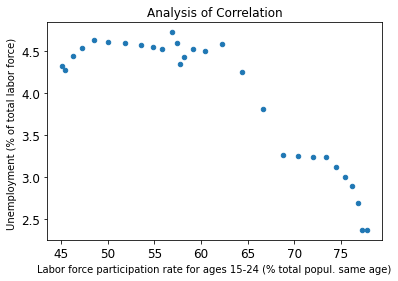 Analysis of Correlation
Unemployment (% of total labor force)
4.5
4.0
3.5
3.0
2.5
45 50 55 60 65 70 75
Labor force participation rate for ages 15-24 (% total popul. same age)